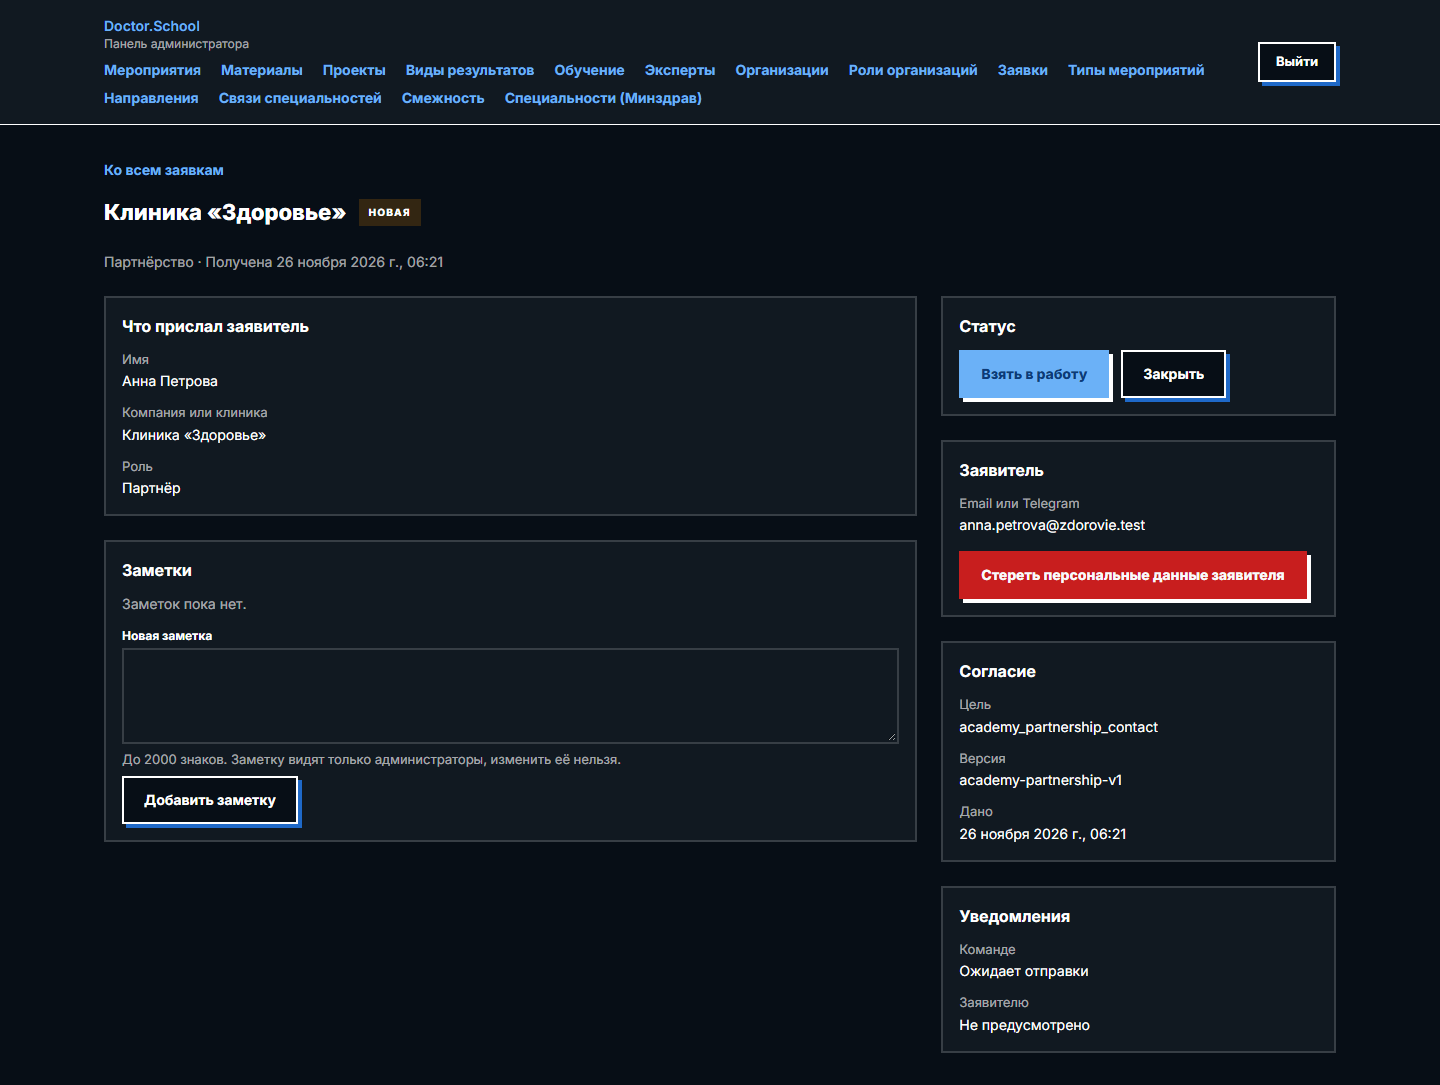 Doctor.School
Панель администратора
Мероприятия Материалы Проекты Виды результатов Обучение Эксперты Организации Роли организаций Заявки Типы мероприятий
Направления Связи специальностей Смежность Специальности (Минздрав)
Выйти
Ко всем заявкам
Клиника «Здоровье» НОВАЯ
Партнёрство · Получена 26 ноября 2026 г., 06:21
Что прислал заявитель
Имя
Анна Петрова
Компания или клиника
Клиника «Здоровье»
Роль
Партнёр
Заметки
Заметок пока нет.
Новая заметка
До 2000 знаков. Заметку видят только администраторы, изменить её нельзя.
Добавить заметку
Статус
Взять в работу Закрыть
Заявитель
Email или Telegram
anna.petrova@zdorovie.test
Стереть персональные данные заявителя
Согласие
Цель
academy_partnership_contact
Версия
academy-partnership-v1
Дано
26 ноября 2026 г., 06:21
Уведомления
Команде
Ожидает отправки
Заявителю
Не предусмотрено